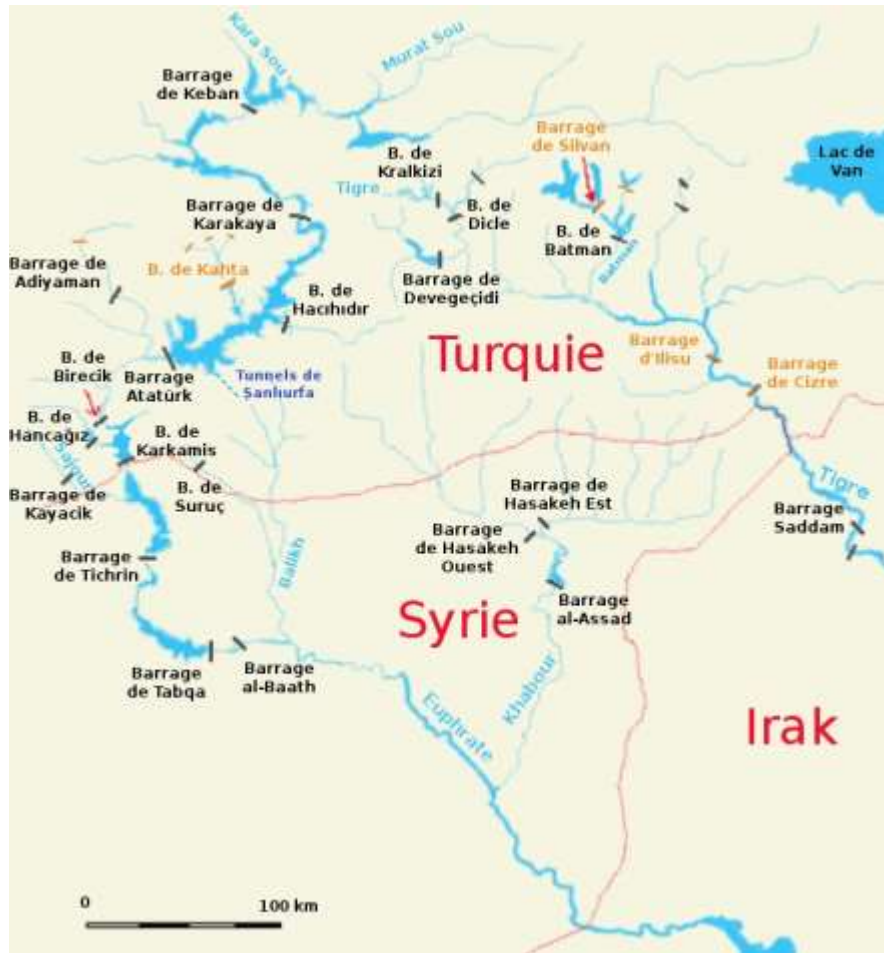 Kara Sou
Murat Sou
Barrage
de Keban
Barrage
de Silvan
Lac de
Van
B. de
Kralkizi
Tigre
B. de
Dicle
Barrage de
Karakaya
B. de
Batman
Batman
B. de Kahta
Barrage de
Adiyaman
Barrage de
Devegeçidi
B. de
Hacıhıdır
Turquie
Barrage
d'Ilisu
Barrage
de Cizre
B. de
Birecik
Barrage
Atatürk
Tunnels de
Şanlıurfa
B. de
Hancağız
B. de
Karkamis
Sajour
Barrage de
Kayacik
B. de
Suruç
Barrage de
Hasakeh Est
Tigre
Barrage
Saddam
Barrage
de Hasakeh
Ouest
Barrage
de Tichrin
Balikh
Syrie
Barrage
al-Assad
Barrage
de Tabqa
Barrage
al-Baath
Khabour
Euphrate
Irak
0
100 km